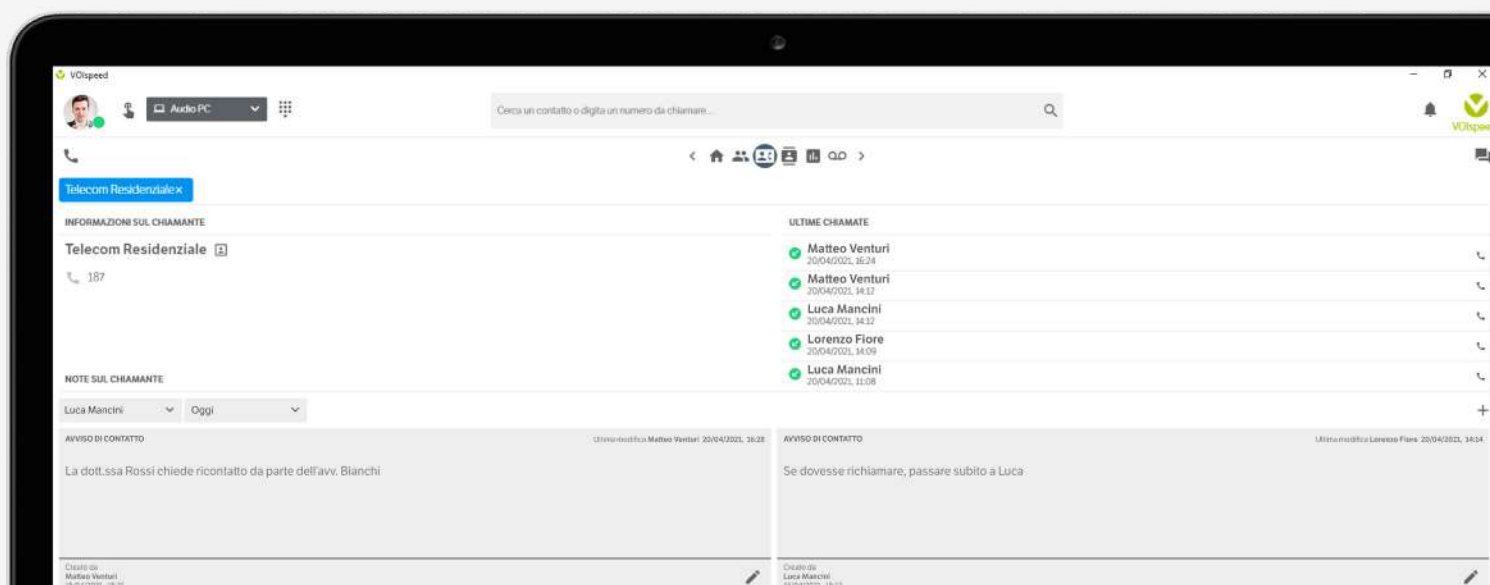 VOIspeed
Audio PC
Cerca un contatto o digita un numero da chiamare...
Telecom Residenziale×
INFORMAZIONI SUL CHIAMANTE
Telecom Residenziale
187
ULTIME CHIAMATE
Matteo Venturi
20/04/2021, 16:24
Matteo Venturi
20/04/2021, 14:12
Luca Mancini
20/04/2021, 14:12
Lorenzo Fiore
20/04/2021, 14:09
Luca Mancini
20/04/2021, 11:08
NOTE SUL CHIAMANTE
Luca Mancini
Oggi
AVVISO DI CONTATTO
Ultima modifica Matteo Venturi 20/04/2021, 16:28
La dott.ssa Rossi chiede ricontatto da parte dell'avv. Bianchi
Creato da
Matteo Venturi
AVVISO DI CONTATTO
Ultima modifica Lorenzo Fiore 20/04/2021, 14:14
Se dovesse richiamare, passare subito a Luca
Creato da
Luca Mancini